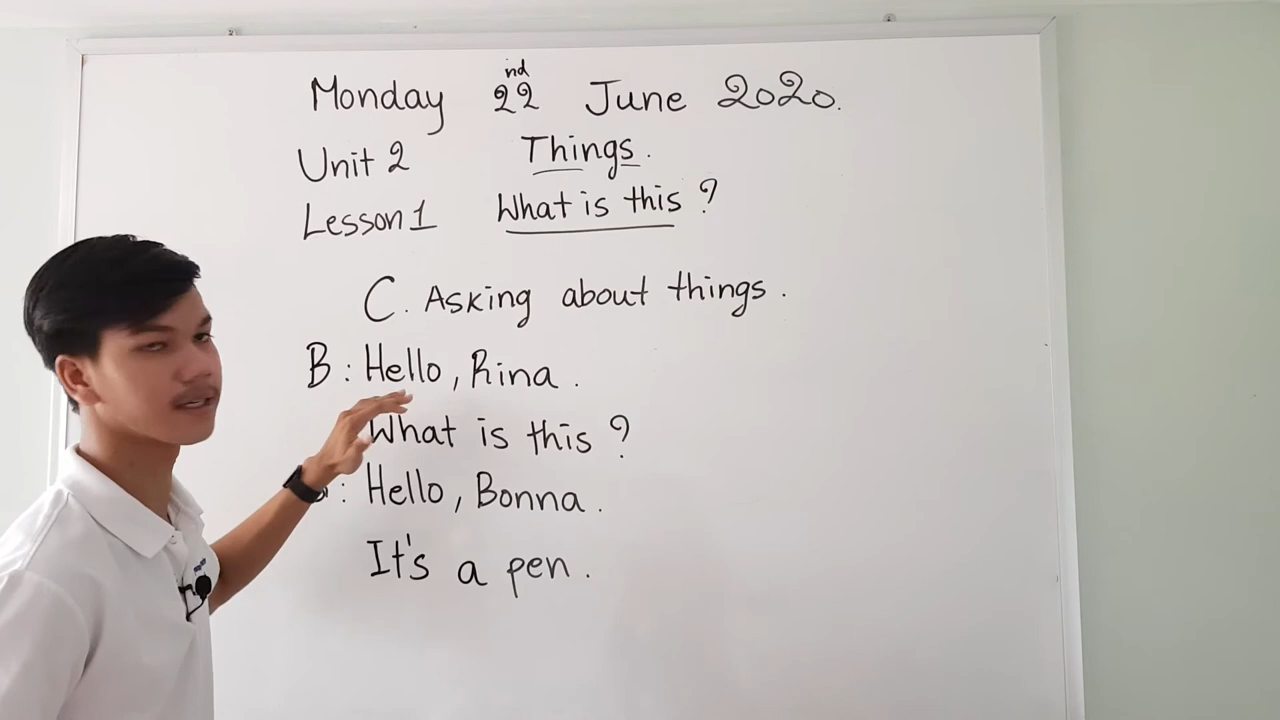 Monday 22nd June 2020.
Unit 2 Things.
Lesson 1 What is this ?
C. Asking about things.
B : Hello, Rina.
What is this ?
: Hello, Bonna.
It's a pen.